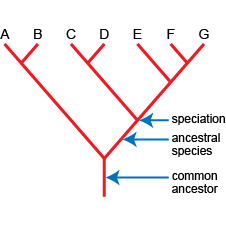 A B C D E F G
speciation
ancestral
species
common
ancestor